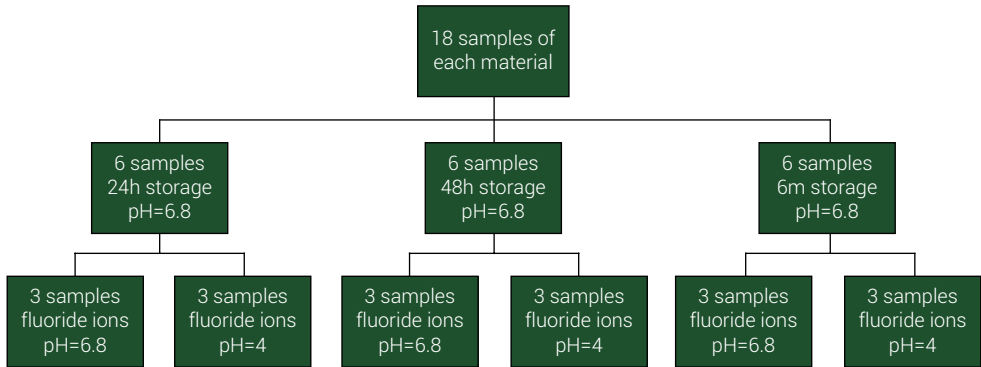 18 samples of
each material
6 samples
24h storage
pH=6.8
6 samples
48h storage
pH=6.8
6 samples
6m storage
pH=6.8
3 samples
fluoride ions
pH=6.8
3 samples
fluoride ions
pH=4
3 samples
fluoride ions
pH=6.8
3 samples
fluoride ions
pH=4
3 samples
fluoride ions
pH=6.8
3 samples
fluoride ions
pH=4